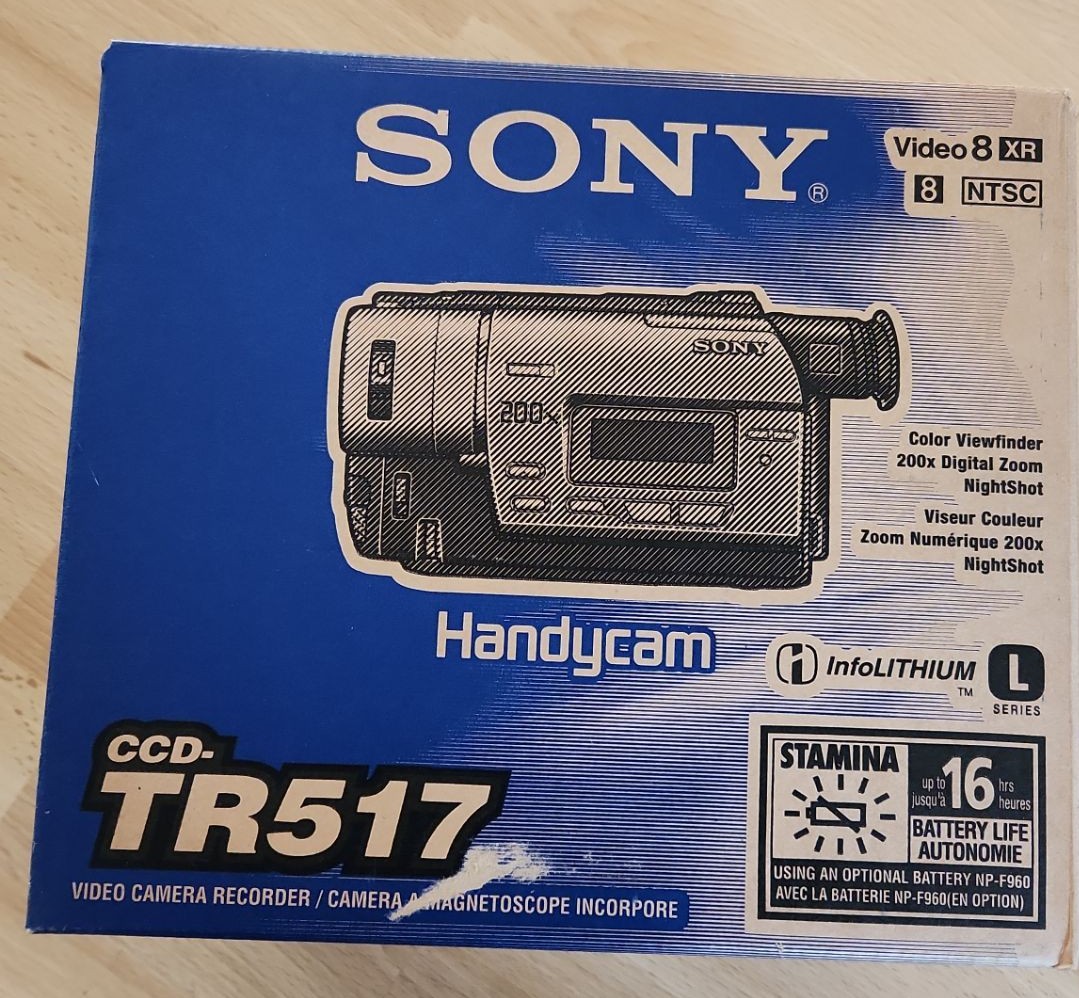 SONY®
Video 8 XR
8 NTSC
SONY
200x
Color Viewfinder
200x Digital Zoom
NightShot
Viseur Couleur
Zoom Numérique 200x
NightShot
Handycam
InfoLITHIUM L
TM SERIES
CCD-
TR517
VIDEO CAMERA RECORDER / CAMERA MAGNETOSCOPE INCORPORE
STAMINA
up to 16 hrs
jusqu'à heures
BATTERY LIFE
AUTONOMIE
USING AN OPTIONAL BATTERY NP-F960
AVEC LA BATTERIE NP-F960(EN OPTION)